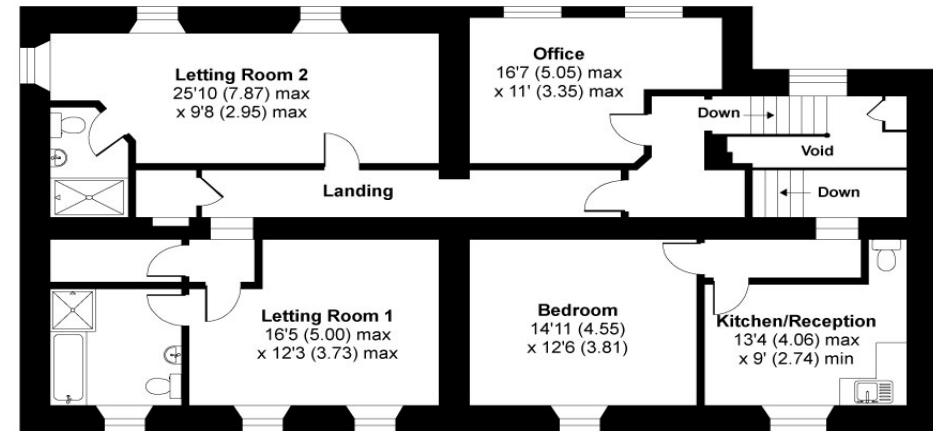 Letting Room 2
25'10 (7.87) max
x 9'8 (2.95) max
Office
16'7 (5.05) max
x 11' (3.35) max
Down
Void
Landing
Down
Letting Room 1
16'5 (5.00) max
x 12'3 (3.73) max
Bedroom
14'11 (4.55)
x 12'6 (3.81)
Kitchen/Reception
13'4 (4.06) max
x 9' (2.74) min